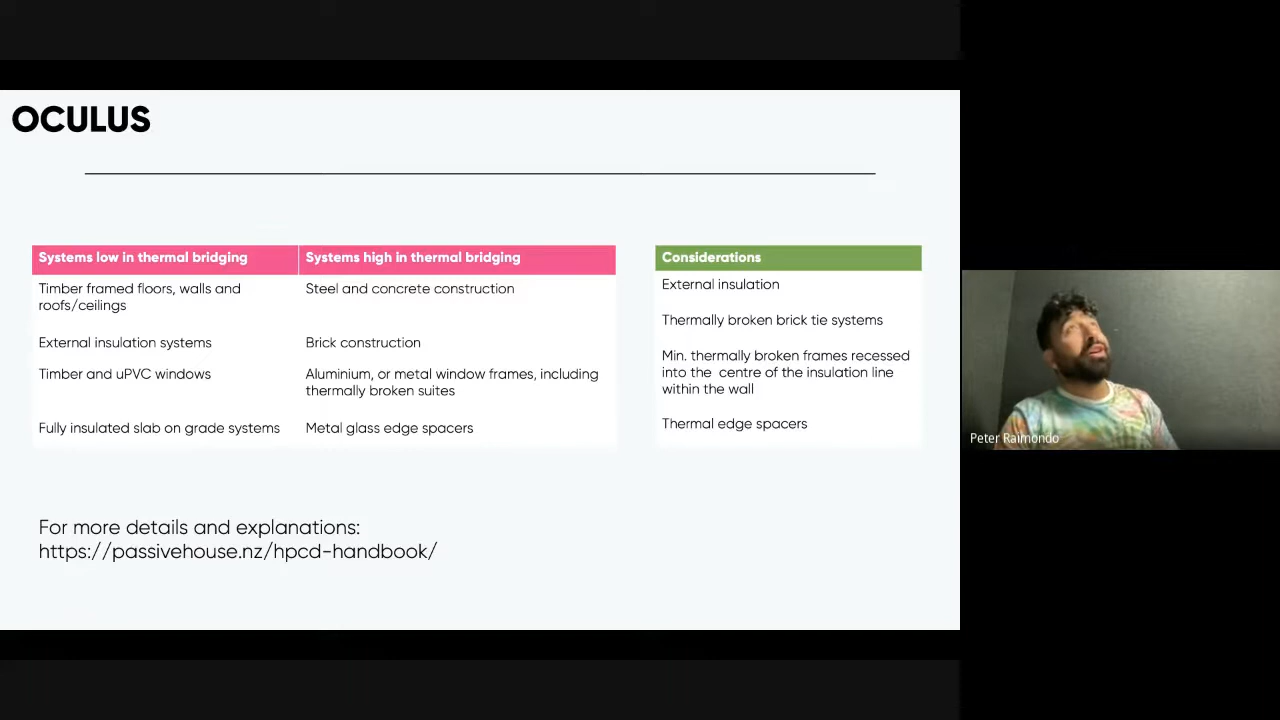 OCULUS
Systems low in thermal bridging
Systems high in thermal bridging
Timber framed floors, walls and
roofs/ceilings
Steel and concrete construction
External insulation systems
Brick construction
Timber and uPVC windows
Aluminium, or metal window frames, including
thermally broken suites
Fully insulated slab on grade systems
Metal glass edge spacers
Considerations
External insulation
Thermally broken brick tie systems
Min. thermally broken frames recessed
into the centre of the insulation line
within the wall
Thermal edge spacers
For more details and explanations:
https://passivehouse.nz/hpcd-handbook/
Peter Raimondo